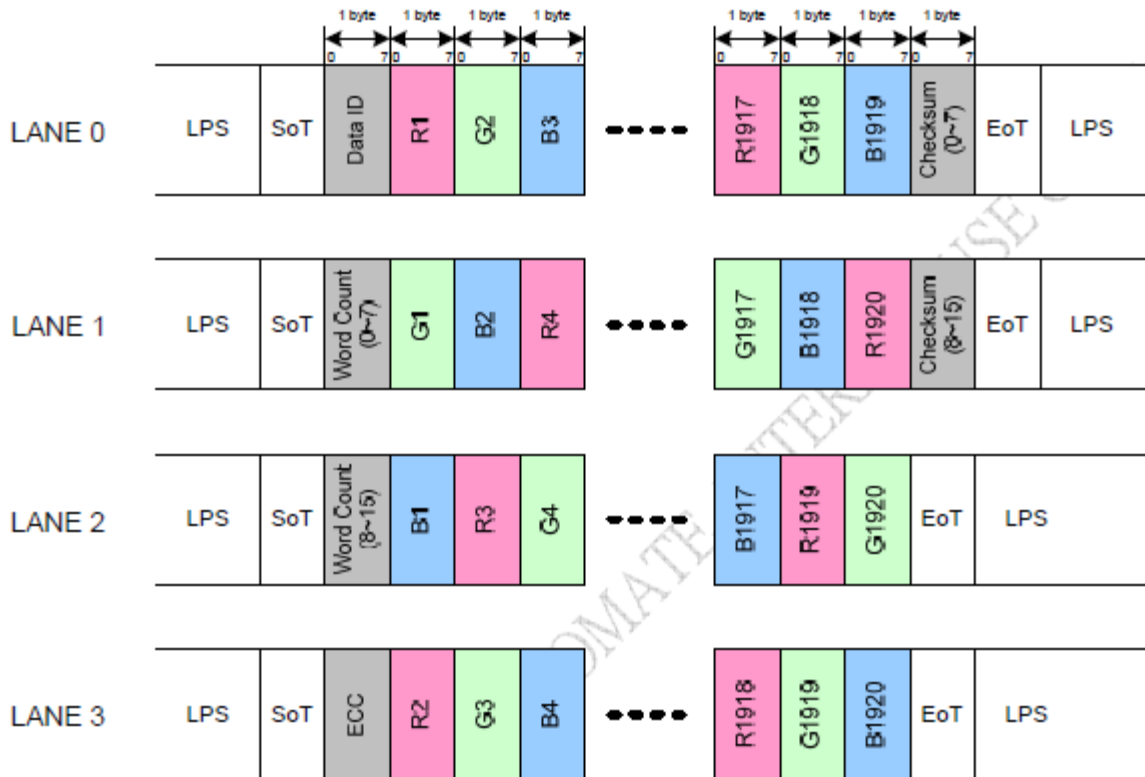 1 byte 1 byte 1 byte 1 byte 1 byte 1 byte 1 byte
0 7 0 7 0 7 0 7 0 7 0 7 0 7
LANE 0 LPS SoT Data ID R1 G2 B3 R1917 G1918 B1919 Checksum (0~7) EoT LPS
LANE 1 LPS SoT Word Count (0~7) G1 B2 R4 G1917 B1918 R1920 Checksum (8~15) EoT LPS
LANE 2 LPS SoT Word Count (8~15) B1 R3 G4 B1917 R1919 G1920 EoT LPS
LANE 3 LPS SoT ECC R2 G3 B4 R1918 G1919 B1920 EoT LPS